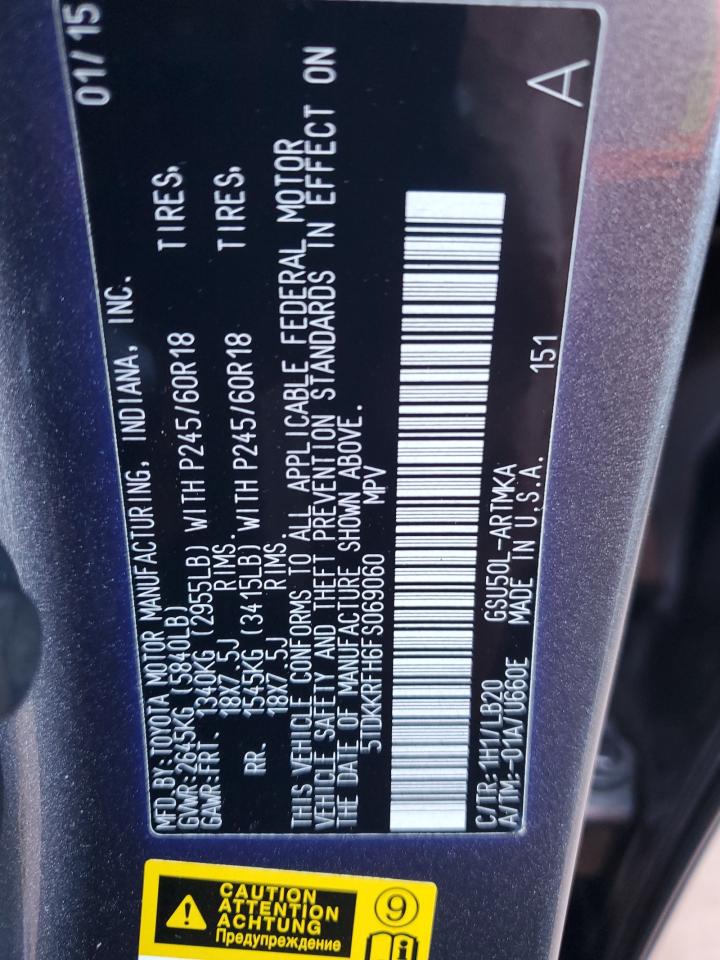 MFD.BY:TOYOTA MOTOR MANUFACTURING, INDIANA, INC. 01/15
GVWR:2645KG (5840LB)
GAWR:FRT. 1340KG (2955LB) WITH P245/60R18 TIRES,
18X7.5J RIMS.
RR. 1545KG (3415LB) WITH P245/60R18 TIRES,
18X7.5J RIMS.
THIS VEHICLE CONFORMS TO ALL APPLICABLE FEDERAL MOTOR
VEHICLE SAFETY AND THEFT PREVENTION STANDARDS IN EFFECT ON
THE DATE OF MANUFACTURE SHOWN ABOVE.
5TDKKRFH6FS069060 MPV
C/TR:1H1/LB20 GSU50L-ARTMKA 151
A/TM:-01A/U660E MADE IN U.S.A.
A
CAUTION
ATTENTION
ACHTUNG
Предупреждение
9
i